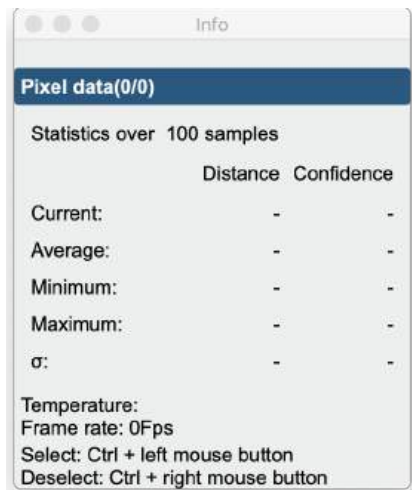 Info
Pixel data(0/0)
Statistics over 100 samples
Distance Confidence
Current: - -
Average: - -
Minimum: - -
Maximum: - -
σ: - -
Temperature:
Frame rate: 0Fps
Select: Ctrl + left mouse button
Deselect: Ctrl + right mouse button